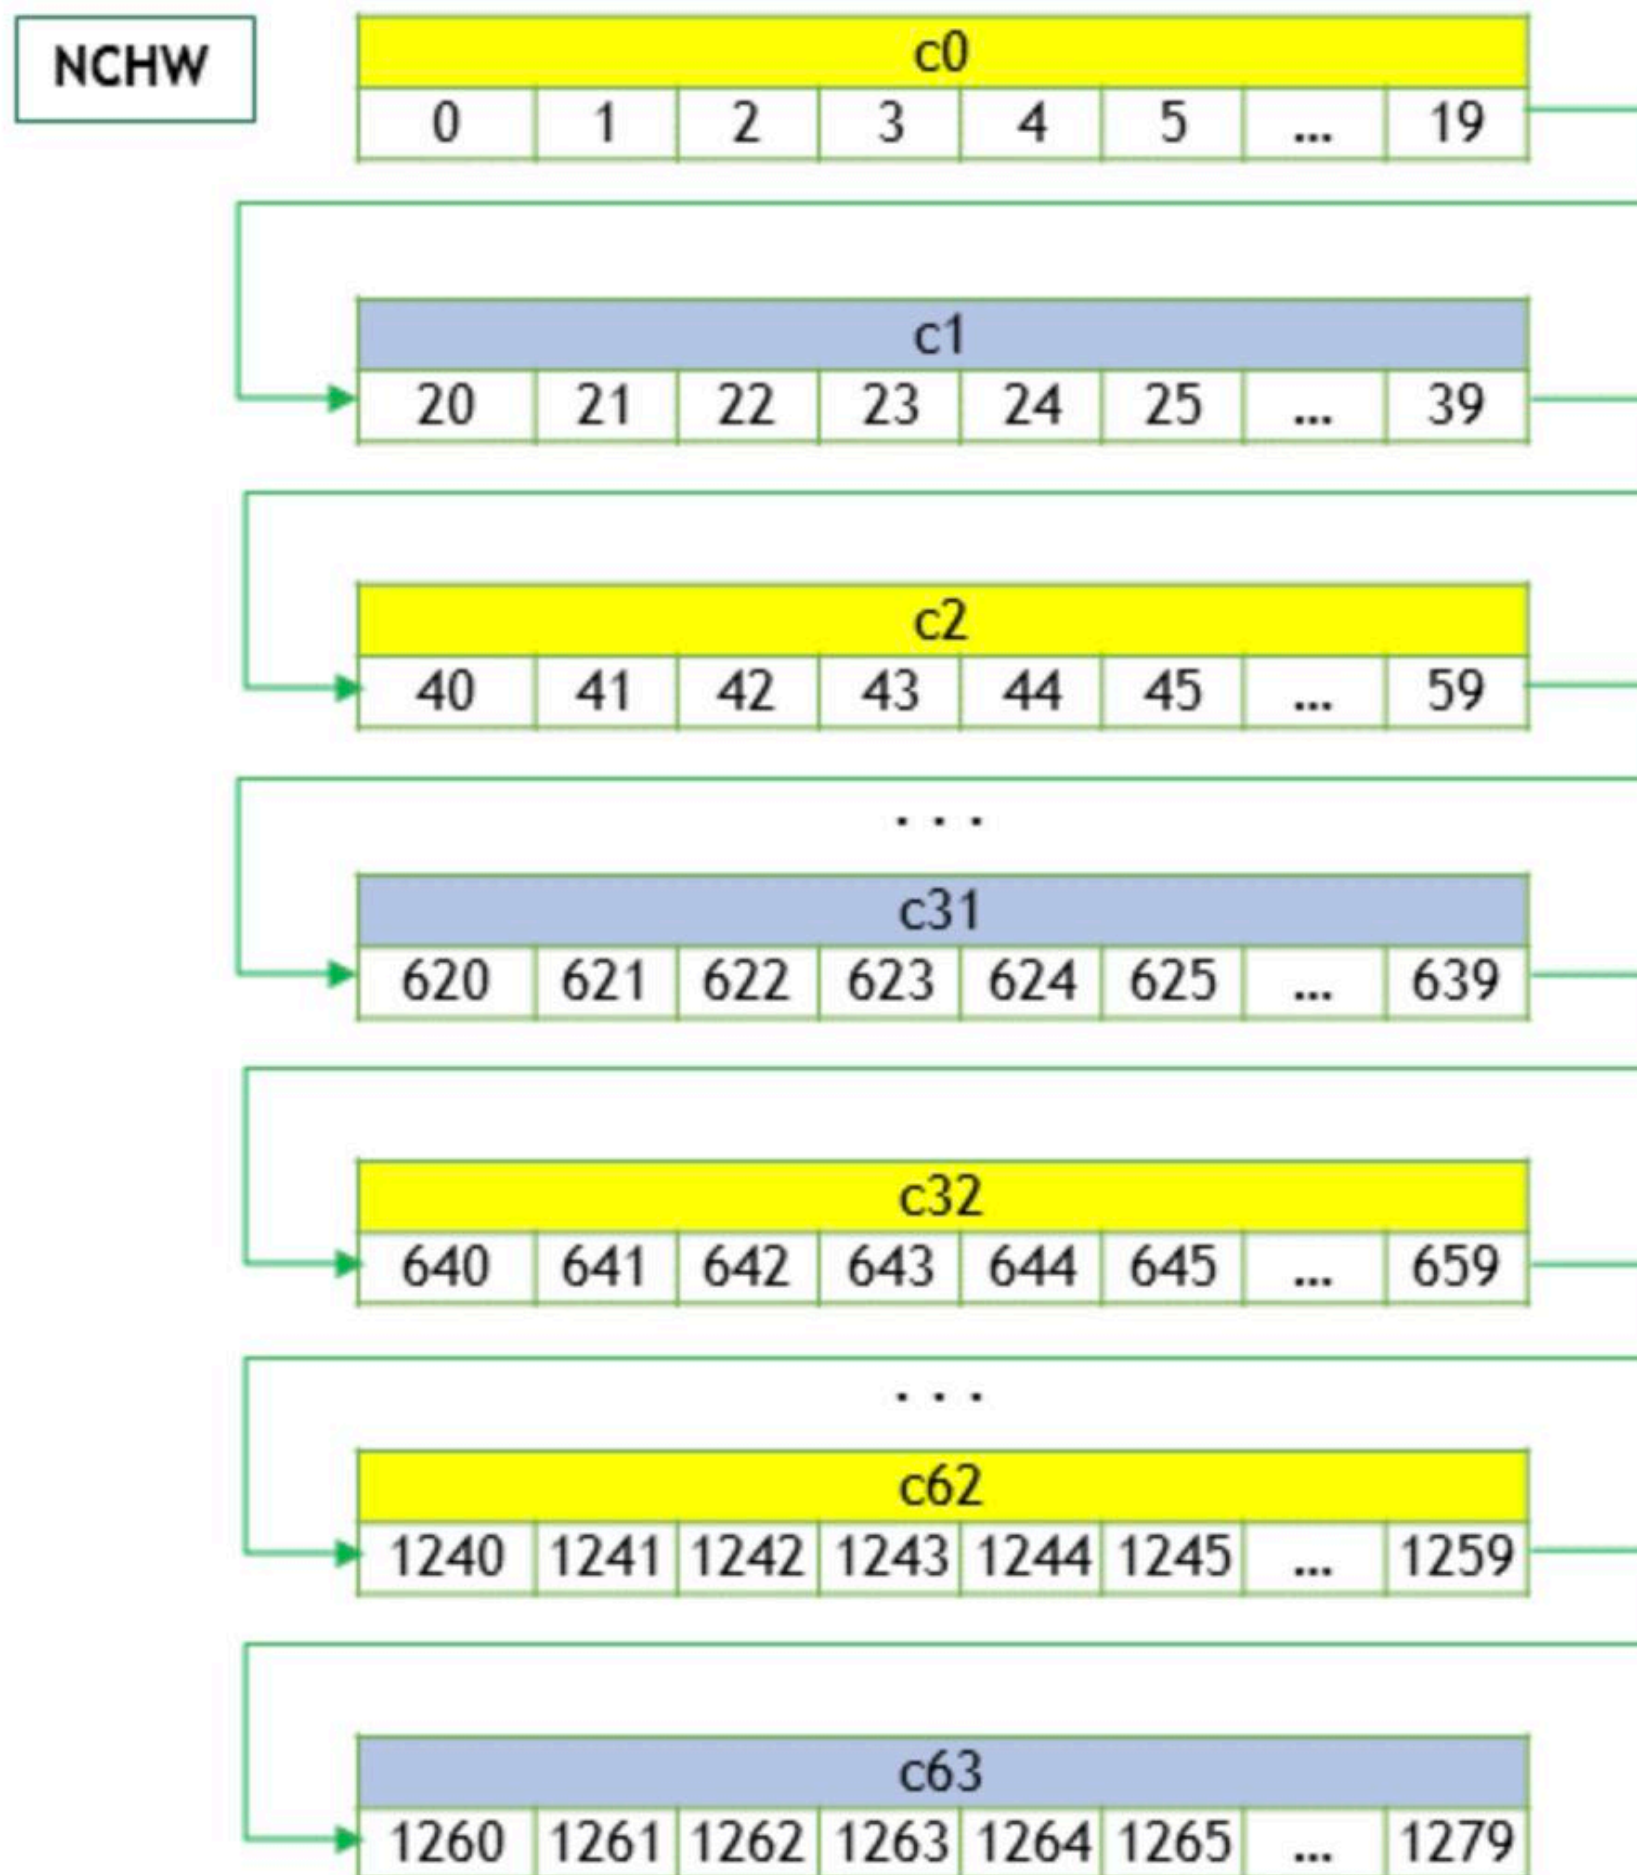 NCHW
c0
0 1 2 3 4 5 ... 19
c1
20 21 22 23 24 25 ... 39
c2
40 41 42 43 44 45 ... 59
. . .
c31
620 621 622 623 624 625 ... 639
c32
640 641 642 643 644 645 ... 659
. . .
c62
1240 1241 1242 1243 1244 1245 ... 1259
c63
1260 1261 1262 1263 1264 1265 ... 1279